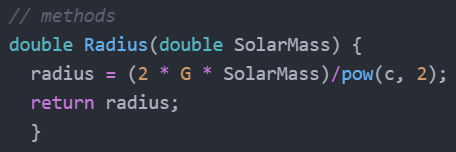 // methods
double Radius(double SolarMass) {
  radius = (2 * G * SolarMass)/pow(c, 2);
  return radius;
  }